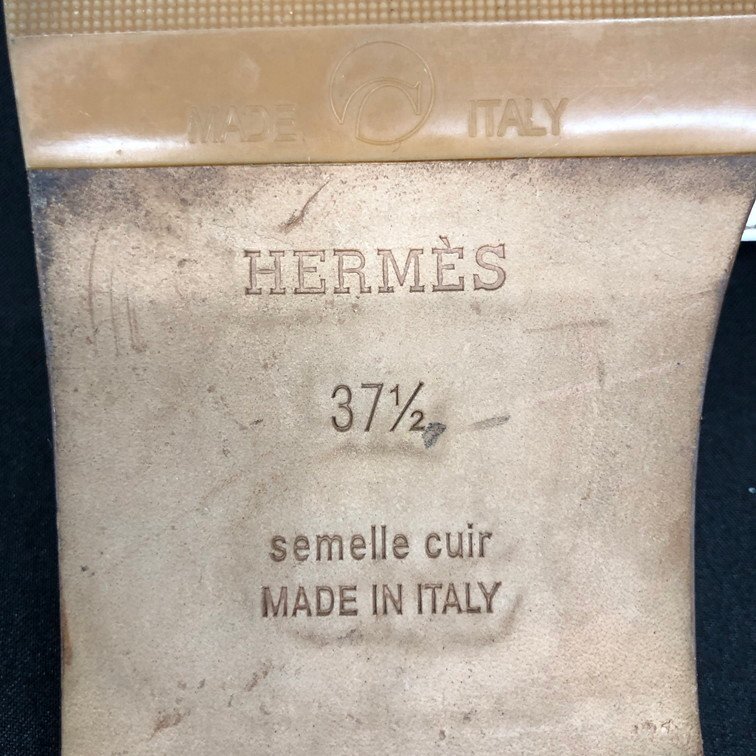 MADE ITALY
HERMÈS
37½
semelle cuir
MADE IN ITALY